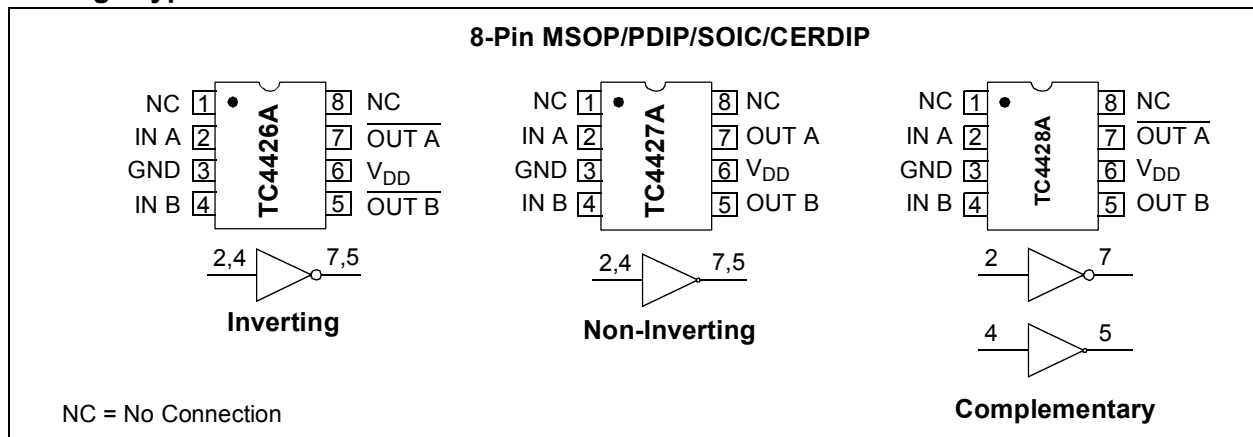 8-Pin MSOP/PDIP/SOIC/CERDIP
NC 1 8 NC
IN A 2 7 OUT A
GND 3 6 VDD
IN B 4 5 OUT B
TC4426A
2,4 7,5
Inverting
NC 1 8 NC
IN A 2 7 OUT A
GND 3 6 VDD
IN B 4 5 OUT B
TC4427A
2,4 7,5
Non-Inverting
NC 1 8 NC
IN A 2 7 OUT A
GND 3 6 VDD
IN B 4 5 OUT B
TC4428A
2 7
4 5
Complementary
NC = No Connection